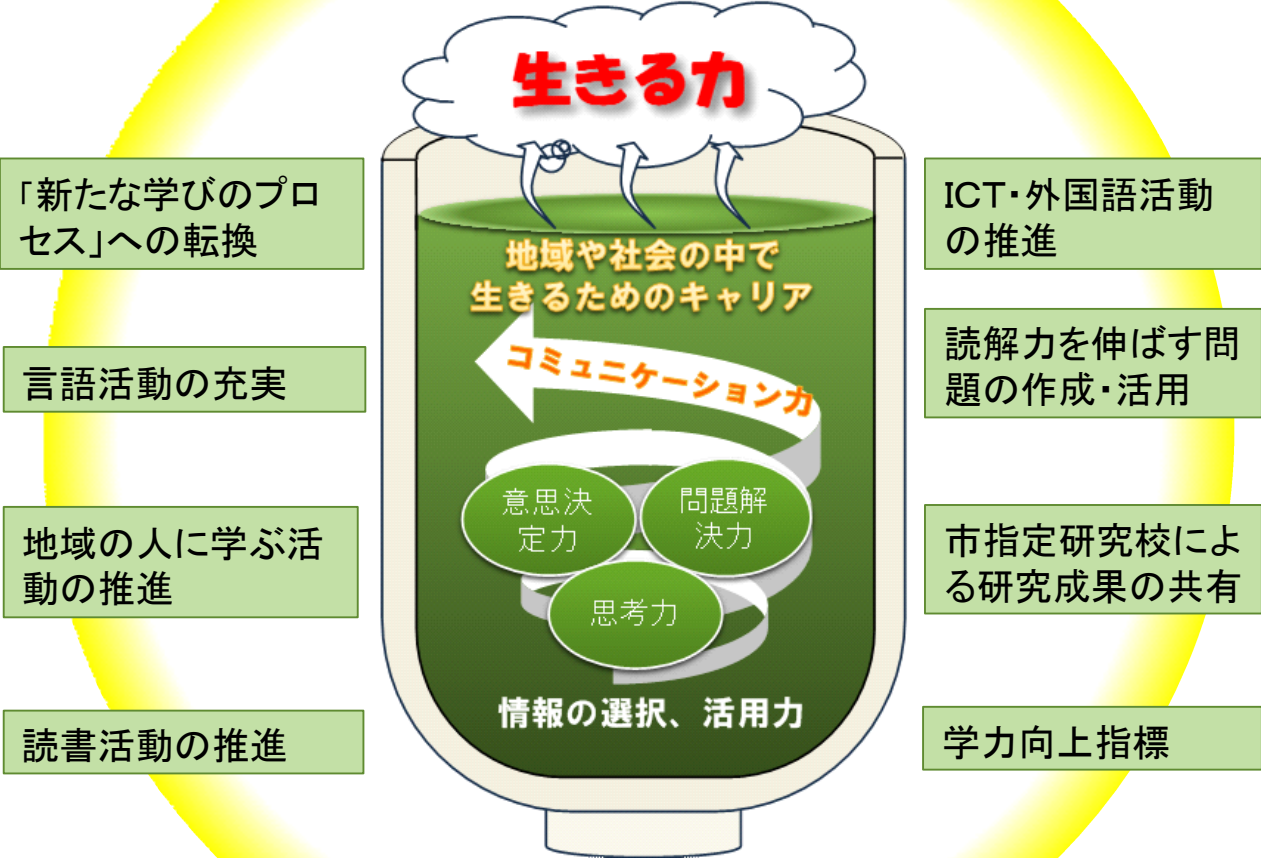 生きる力
「新たな学びのプロ
セス」への転換
言語活動の充実
地域の人に学ぶ活
動の推進
読書活動の推進
地域や社会の中で
生きるためのキャリア
コミュニケーション力
意思決
定力
問題解
決力
思考力
情報の選択、活用力
ICT・外国語活動
の推進
読解力を伸ばす問
題の作成・活用
市指定研究校によ
る研究成果の共有
学力向上指標